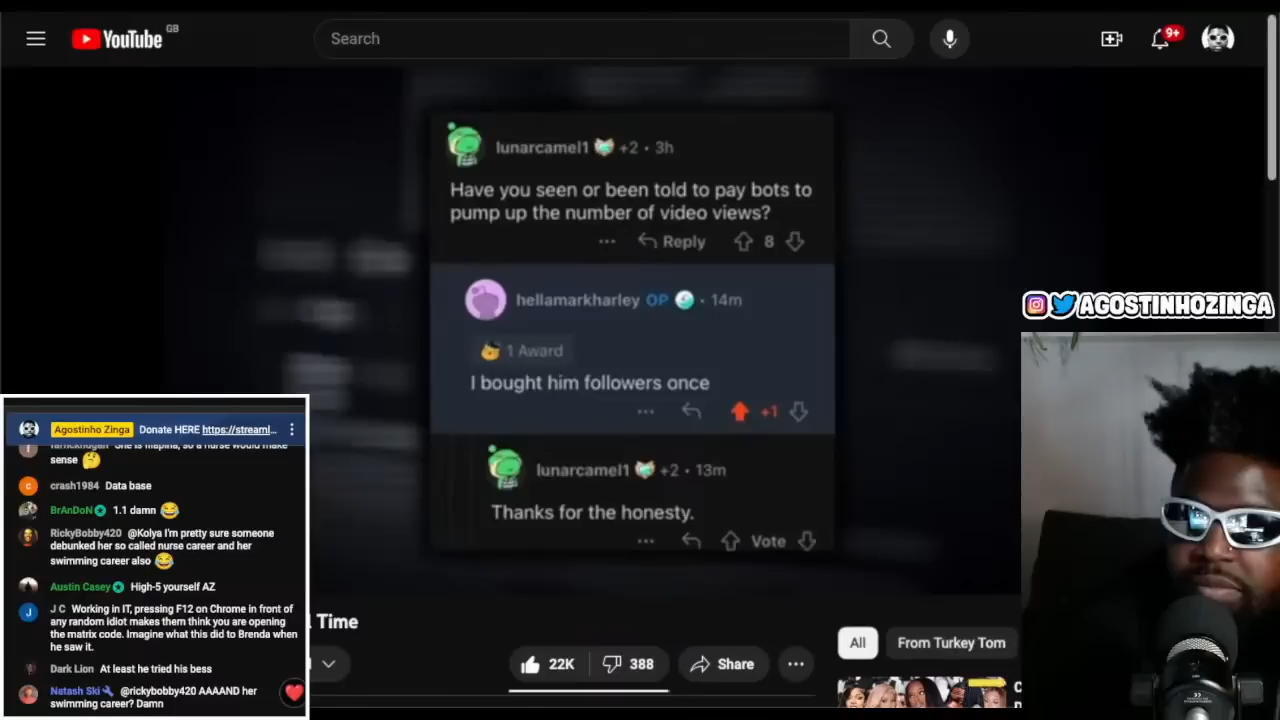 YouTube GB
Search
9+
lunarcamel1 +2 • 3h
Have you seen or been told to pay bots to
pump up the number of video views?
... Reply 8
hellamarkharley OP • 14m
1 Award
I bought him followers once
... +1
lunarcamel1 +2 • 13m
Thanks for the honesty.
... Vote
AGOSTINHOZINGA
Agostinho Zinga Donate HERE https://streaml...
sense
crash1984 Data base
BrAnDoN 1.1 damn
RickyBobby420 @Kolya I'm pretty sure someone
debunked her so called nurse career and her
swimming career also
Austin Casey High-5 yourself AZ
J C Working in IT, pressing F12 on Chrome in front of
any random idiot makes them think you are opening
the matrix code. Imagine what this did to Brenda when
he saw it.
Dark Lion At least he tried his bess
Natash Ski @rickybobby420 AAAAND her
swimming career? Damn
Time
22K 388 Share ...
All From Turkey Tom